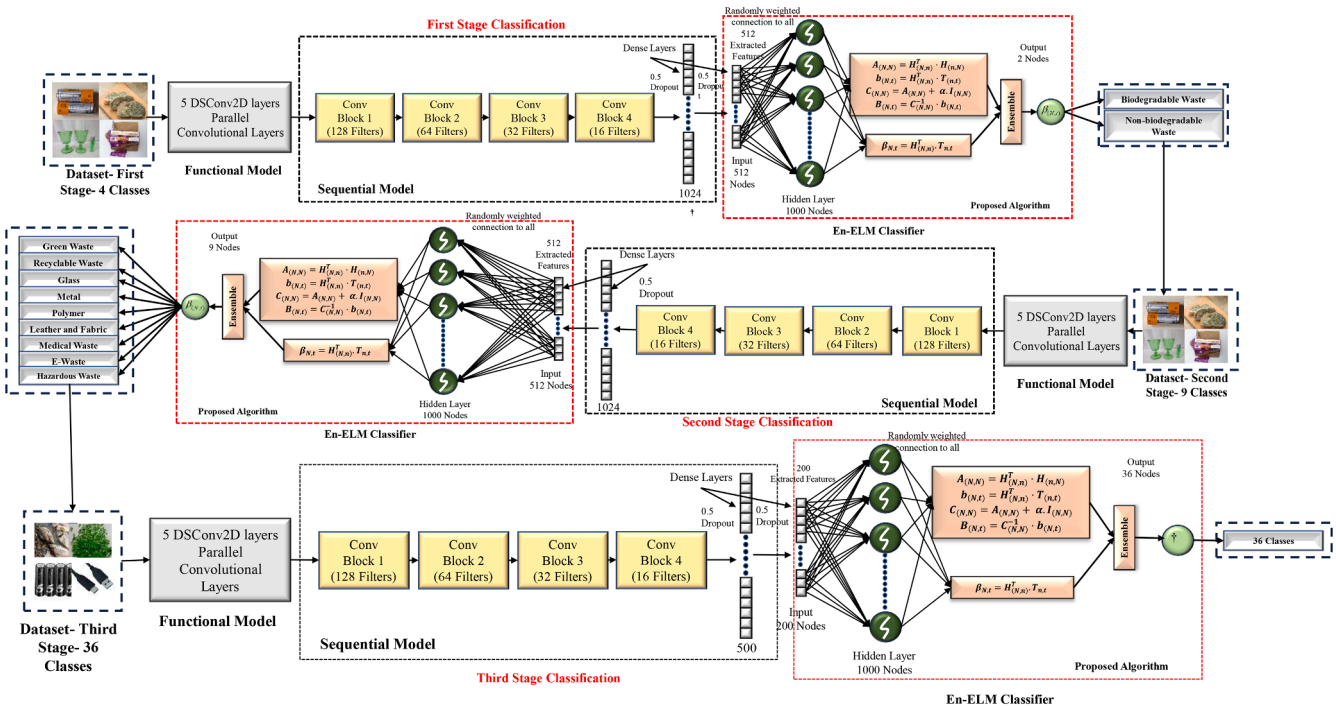 First Stage Classification
Dense Layers
0.5
Dropout
0.5
Dropout
5 DSConv2D layers
Parallel
Convolutional Layers
Functional Model
Conv
Block 1
(128 Filters)
Conv
Block 2
(64 Filters)
Conv
Block 3
(32 Filters)
Conv
Block 4
(16 Filters)
Sequential Model
1024
†
Dataset- First
Stage- 4 Classes
Randomly weighted
connection to all
512
Extracted
Features
Input
512
Nodes
Hidden Layer
1000 Nodes
A(N,N) = H^T(N,n) · H(n,N)
b(N,t) = H^T(N,n) · T(n,t)
C(N,N) = A(N,N) + α. I(N,N)
B(N,t) = C^-1(N,N) · b(N,t)
βN,t = H^T(N,n). Tn,t
Ensemble
Output
2 Nodes
β(N,t)
Proposed Algorithm
En-ELM Classifier
Biodegradable Waste
Non-biodegradable
Waste
Green Waste
Recyclable Waste
Glass
Metal
Polymer
Leather and Fabric
Medical Waste
E-Waste
Hazardous Waste
Output
9 Nodes
β(N,t)
Ensemble
A(N,N) = H^T(N,n) · H(n,N)
b(N,t) = H^T(N,n) · T(n,t)
C(N,N) = A(N,N) + α. I(N,N)
B(N,t) = C^-1(N,N) · b(N,t)
βN,t = H^T(N,n). Tn,t
Proposed Algorithm
Randomly weighted
connection to all
512
Extracted
Features
Input
512 Nodes
Hidden Layer
1000 Nodes
En-ELM Classifier
Dense Layers
0.5
Dropout
1024
Conv
Block 4
(16 Filters)
Conv
Block 3
(32 Filters)
Conv
Block 2
(64 Filters)
Conv
Block 1
(128 Filters)
Sequential Model
Second Stage Classification
5 DSConv2D layers
Parallel
Convolutional Layers
Functional Model
Dataset- Second
Stage- 9 Classes
Dataset- Third
Stage- 36
Classes
5 DSConv2D layers
Parallel
Convolutional
Layers
Functional Model
Conv
Block 1
(128 Filters)
Conv
Block 2
(64 Filters)
Conv
Block 3
(32 Filters)
Conv
Block 4
(16 Filters)
Sequential Model
Dense Layers
0.5
Dropout
0.5
Dropout
500
Third Stage Classification
Randomly weighted
connection to all
200
Extracted Features
Input
200 Nodes
Hidden Layer
1000 Nodes
A(N,N) = H^T(N,n) · H(n,N)
b(N,t) = H^T(N,n) · T(n,t)
C(N,N) = A(N,N) + α. I(N,N)
B(N,t) = C^-1(N,N) · b(N,t)
βN,t = H^T(N,n). Tn,t
Ensemble
Output
36 Nodes
†
Proposed Algorithm
En-ELM Classifier
36 Classes